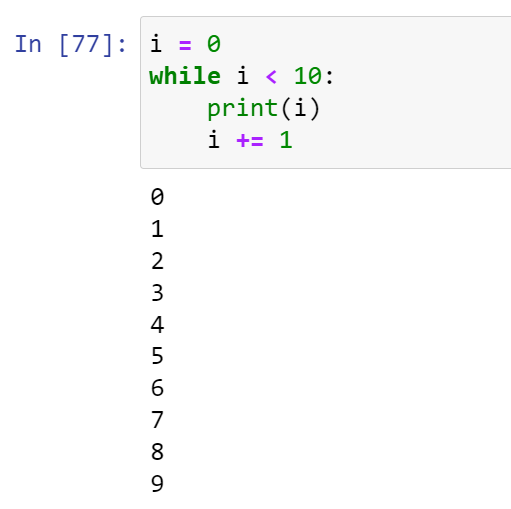 In [77]: i = 0
while i < 10:
    print(i)
    i += 1
0
1
2
3
4
5
6
7
8
9